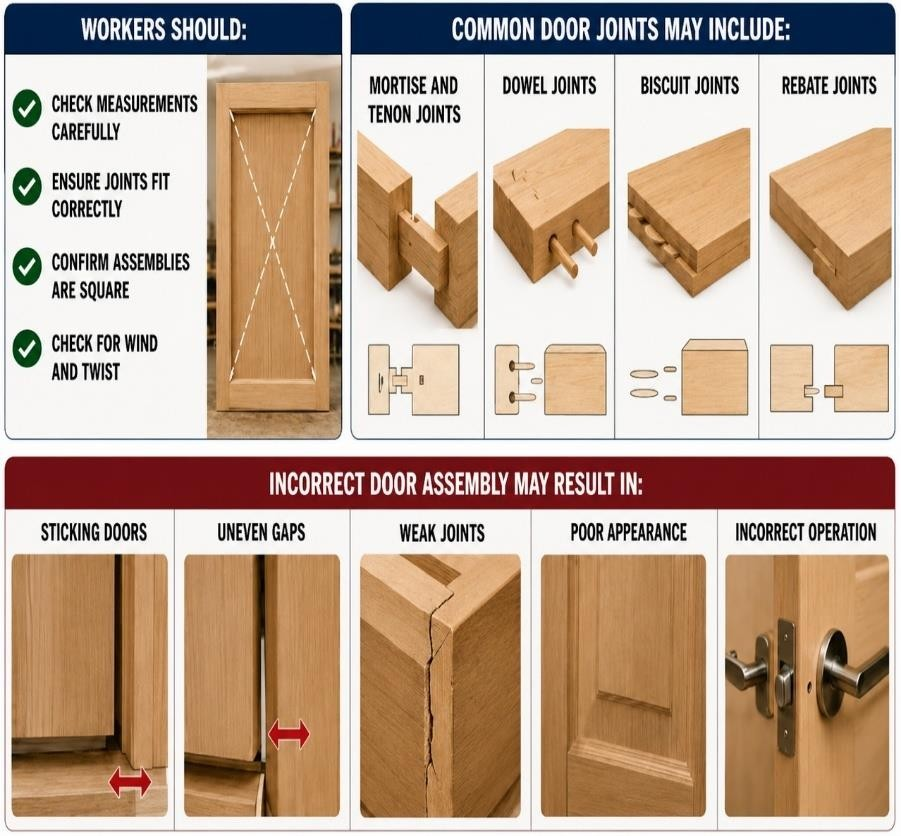 WORKERS SHOULD:
CHECK MEASUREMENTS
CAREFULLY
ENSURE JOINTS FIT
CORRECTLY
CONFIRM ASSEMBLIES
ARE SQUARE
CHECK FOR WIND
AND TWIST
COMMON DOOR JOINTS MAY INCLUDE:
MORTISE AND
TENON JOINTS
DOWEL JOINTS
BISCUIT JOINTS
REBATE JOINTS
INCORRECT DOOR ASSEMBLY MAY RESULT IN:
STICKING DOORS
UNEVEN GAPS
WEAK JOINTS
POOR APPEARANCE
INCORRECT OPERATION